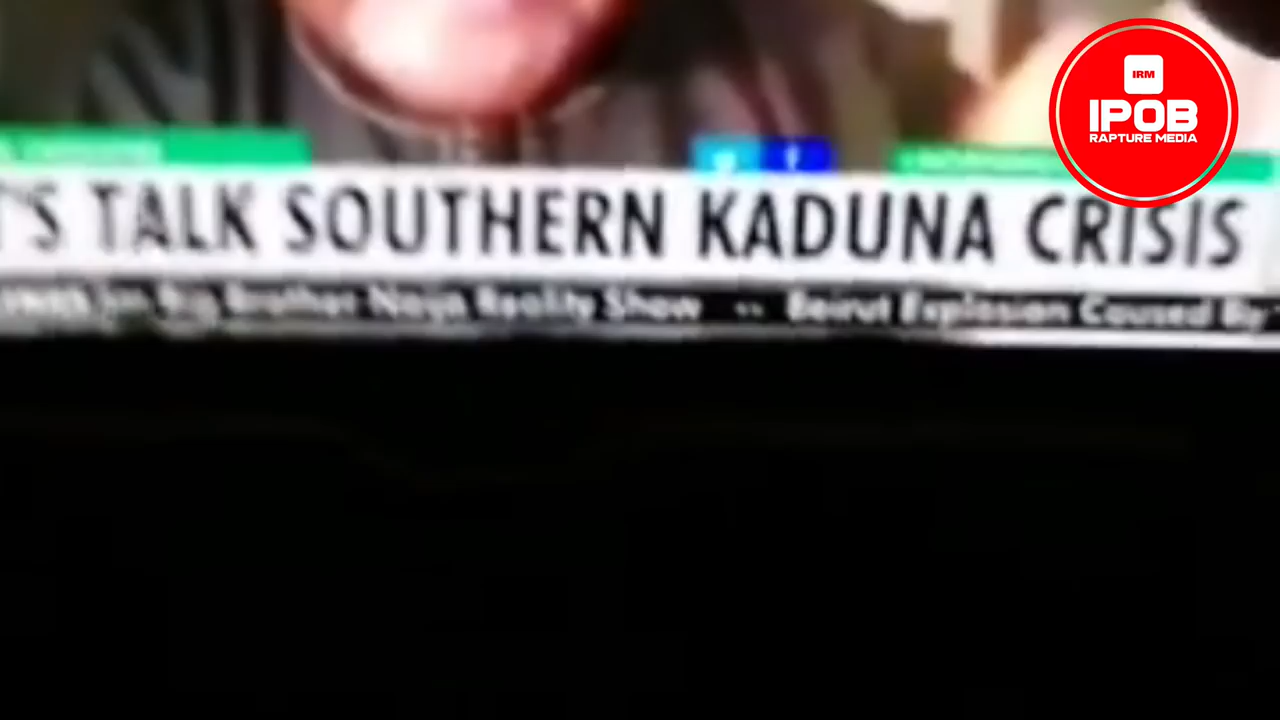 IRM
IPOB
RAPTURE MEDIA
T'S TALK SOUTHERN KADUNA CRISIS
Big Brother Naija Reality Show -- Beirut Explosion Caused By